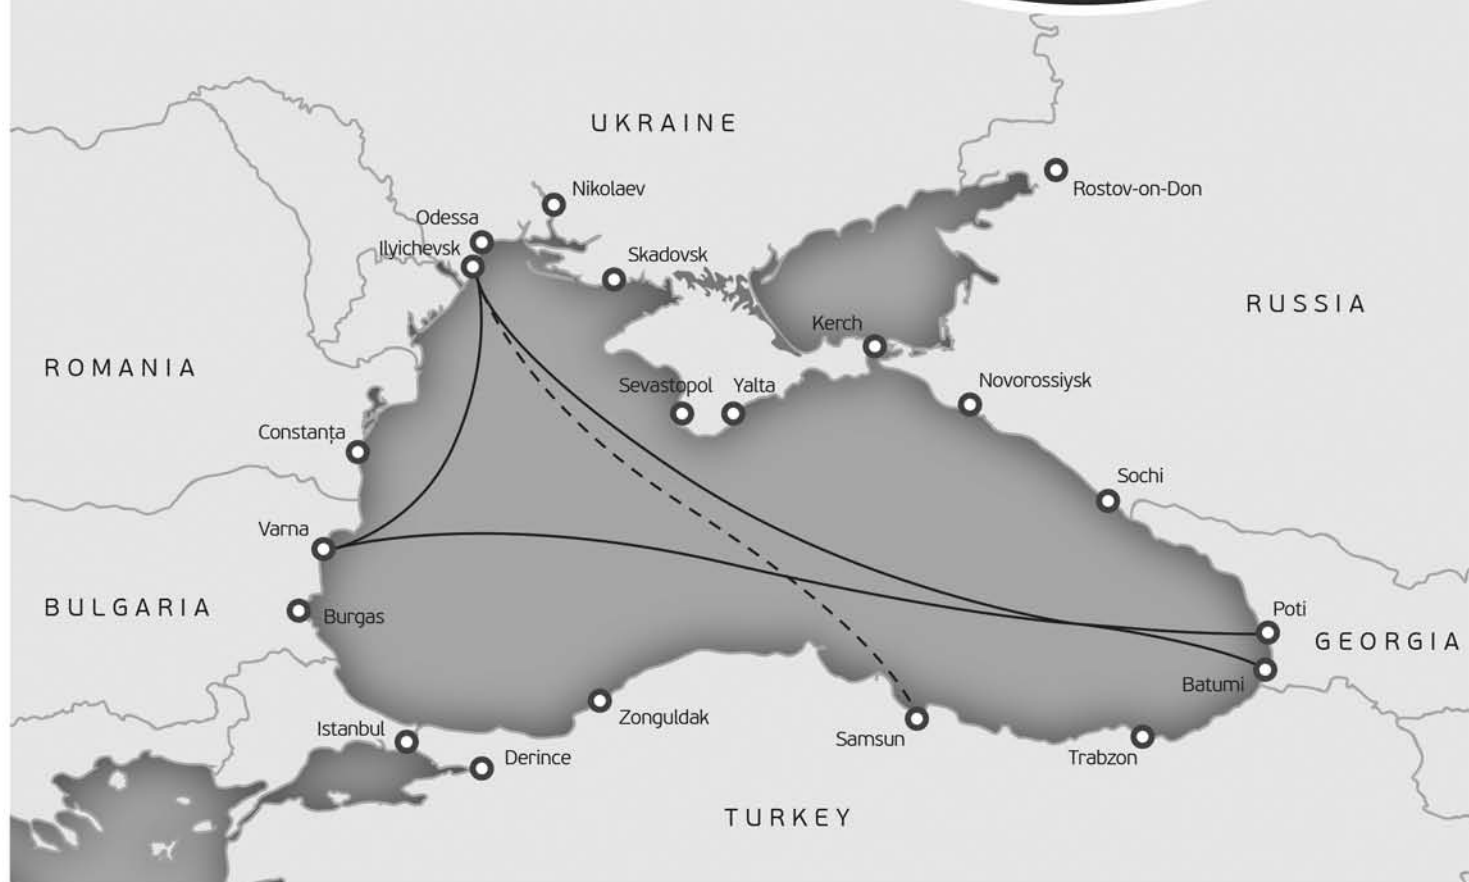 UKRAINE
Nikolaev
Rostov-on-Don
Odessa
Ilyichevsk
Skadovsk
RUSSIA
Kerch
ROMANIA
Sevastopol
Yalta
Novorossiysk
Constanța
Sochi
Varna
BULGARIA
Burgas
Poti
GEORGIA
Batumi
Istanbul
Zonguldak
Samsun
Derince
Trabzon
TURKEY